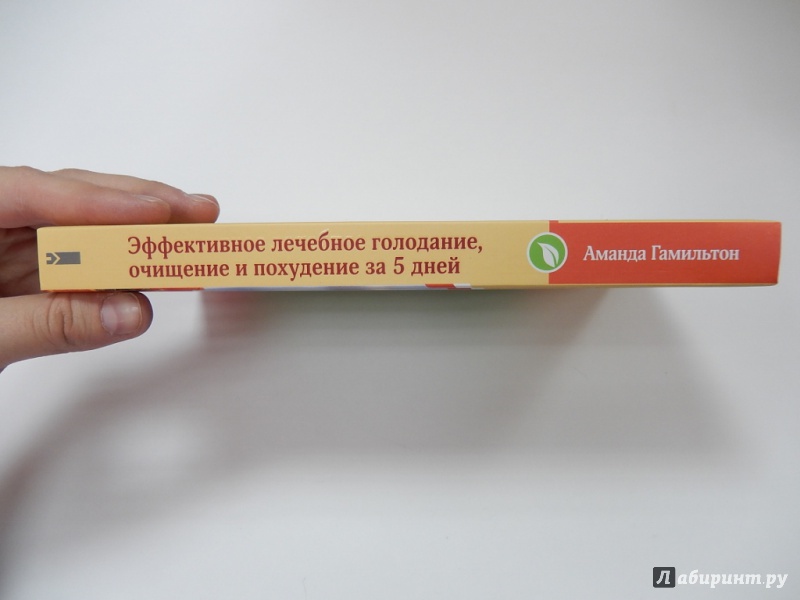 Эффективное лечебное голодание,
очищение и похудение за 5 дней
Аманда Гамильтон
Лабиринт.ру